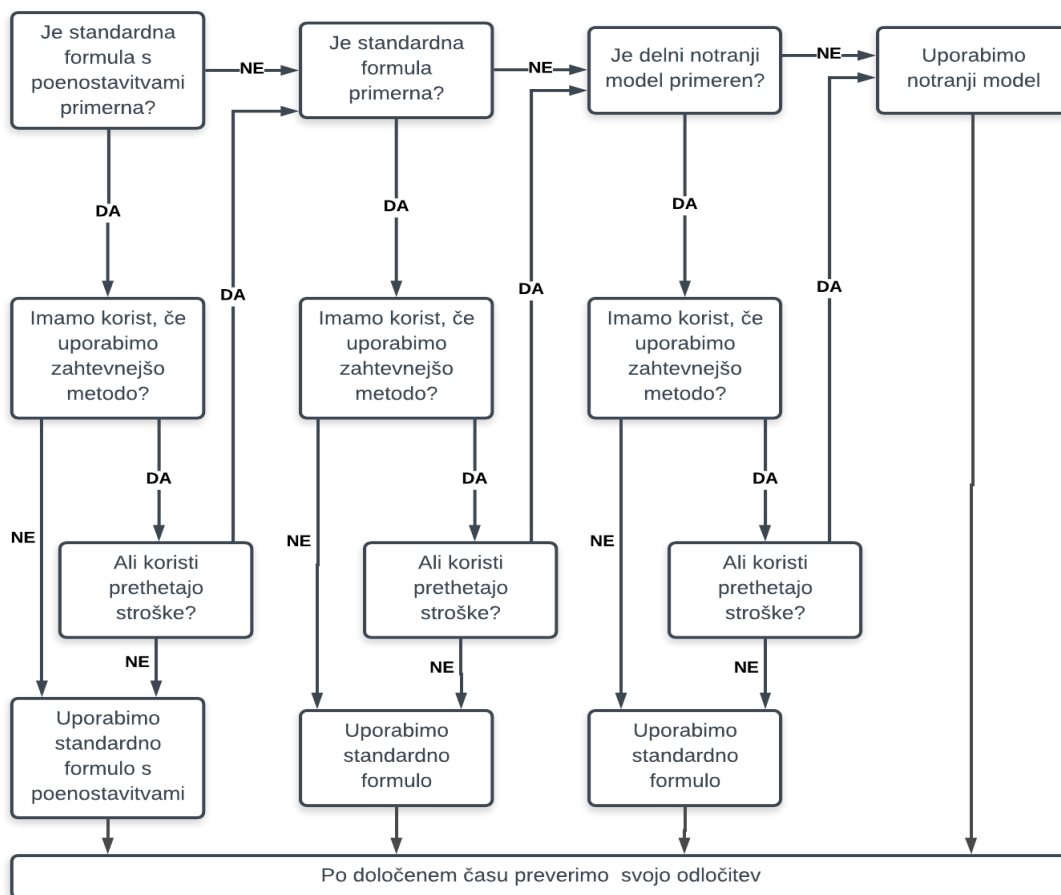 Je standardna
formula s
poenostavitvami
primerna?
NE
Je standardna
formula
primerna?
NE
Je delni notranji
model primeren?
NE
Uporabimo
notranji model
DA
DA
DA
DA
DA
DA
Imamo korist, če
uporabimo
zahtevnejšo
metodo?
Imamo korist, če
uporabimo
zahtevnejšo
metodo?
Imamo korist, če
uporabimo
zahtevnejšo
metodo?
DA
DA
DA
NE
NE
NE
Ali koristi
prethetajo
stroške?
Ali koristi
prethetajo
stroške?
Ali koristi
prethetajo
stroške?
NE
NE
NE
Uporabimo
standardno
formulo s
poenostavitvami
Uporabimo
standardno
formulo
Uporabimo
standardno
formulo
Po določenem času preverimo  svojo odločitev